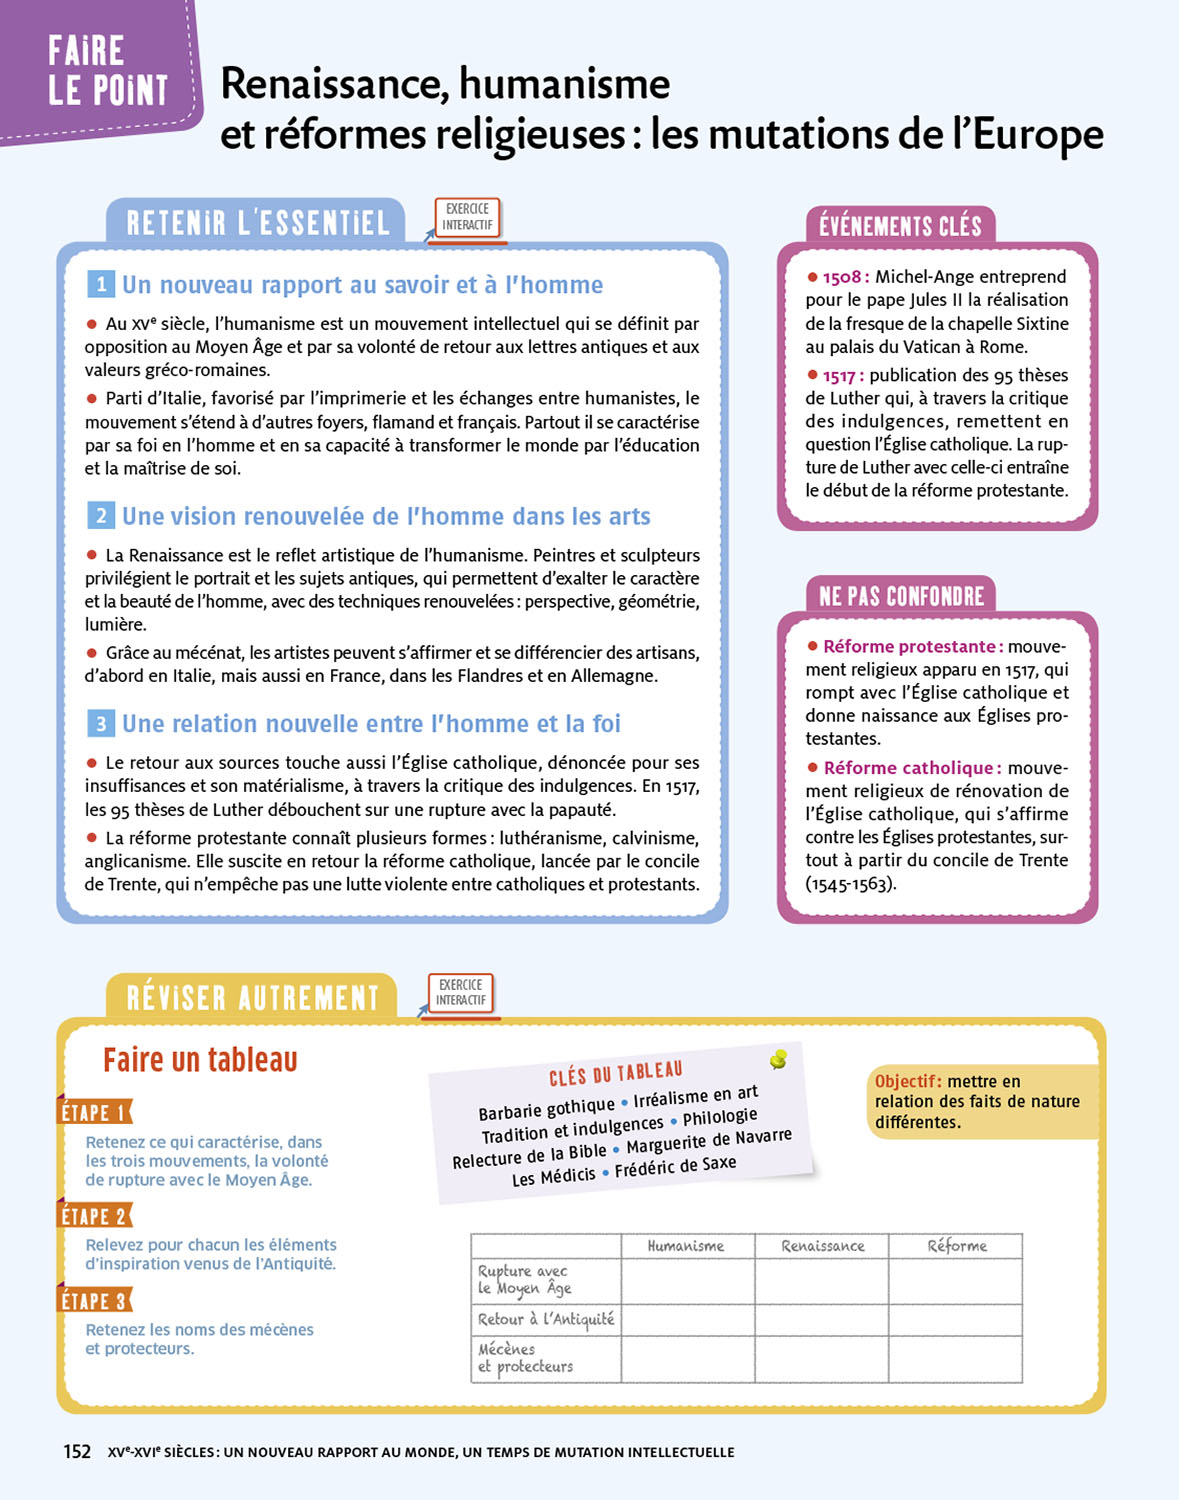 FAIRE
LE POINT
Renaissance, humanisme
et réformes religieuses : les mutations de l'Europe
RETENIR L'ESSENTIEL
EXERCICE
INTERACTIF
1 Un nouveau rapport au savoir et à l'homme
• Au XVe siècle, l'humanisme est un mouvement intellectuel qui se définit par
opposition au Moyen Âge et par sa volonté de retour aux lettres antiques et aux
valeurs gréco-romaines.
• Parti d'Italie, favorisé par l'imprimerie et les échanges entre humanistes, le
mouvement s'étend à d'autres foyers, flamand et français. Partout il se caractérise
par sa foi en l'homme et en sa capacité à transformer le monde par l'éducation
et la maîtrise de soi.
2 Une vision renouvelée de l'homme dans les arts
• La Renaissance est le reflet artistique de l'humanisme. Peintres et sculpteurs
privilégient le portrait et les sujets antiques, qui permettent d'exalter le caractère
et la beauté de l'homme, avec des techniques renouvelées : perspective, géométrie,
lumière.
• Grâce au mécénat, les artistes peuvent s'affirmer et se différencier des artisans,
d'abord en Italie, mais aussi en France, dans les Flandres et en Allemagne.
3 Une relation nouvelle entre l'homme et la foi
• Le retour aux sources touche aussi l'Église catholique, dénoncée pour ses
insuffisances et son matérialisme, à travers la critique des indulgences. En 1517,
les 95 thèses de Luther débouchent sur une rupture avec la papauté.
• La réforme protestante connaît plusieurs formes : luthéranisme, calvinisme,
anglicanisme. Elle suscite en retour la réforme catholique, lancée par le concile
de Trente, qui n'empêche pas une lutte violente entre catholiques et protestants.
ÉVÉNEMENTS CLÉS
• 1508 : Michel-Ange entreprend
pour le pape Jules II la réalisation
de la fresque de la chapelle Sixtine
au palais du Vatican à Rome.
• 1517 : publication des 95 thèses
de Luther qui, à travers la critique
des indulgences, remettent en
question l'Église catholique. La rup-
ture de Luther avec celle-ci entraîne
le début de la réforme protestante.
NE PAS CONFONDRE
• Réforme protestante : mouve-
ment religieux apparu en 1517, qui
rompt avec l'Église catholique et
donne naissance aux Églises pro-
testantes.
• Réforme catholique : mouve-
ment religieux de rénovation de
l'Église catholique, qui s'affirme
contre les Églises protestantes, sur-
tout à partir du concile de Trente
(1545-1563).
RÉVISER AUTREMENT
EXERCICE
INTERACTIF
Faire un tableau
ÉTAPE 1
Retenez ce qui caractérise, dans
les trois mouvements, la volonté
de rupture avec le Moyen Âge.
ÉTAPE 2
Relevez pour chacun les éléments
d'inspiration venus de l'Antiquité.
ÉTAPE 3
Retenez les noms des mécènes
et protecteurs.
CLÉS DU TABLEAU
Barbarie gothique • Irréalisme en art
Tradition et indulgences • Philologie
Relecture de la Bible • Marguerite de Navarre
Les Médicis • Frédéric de Saxe
Objectif : mettre en
relation des faits de nature
différentes.
Humanisme Renaissance Réforme
Rupture avec
le Moyen Âge
Retour à l'Antiquité
Mécènes
et protecteurs
152 XVe-XVIe SIÈCLES : UN NOUVEAU RAPPORT AU MONDE, UN TEMPS DE MUTATION INTELLECTUELLE